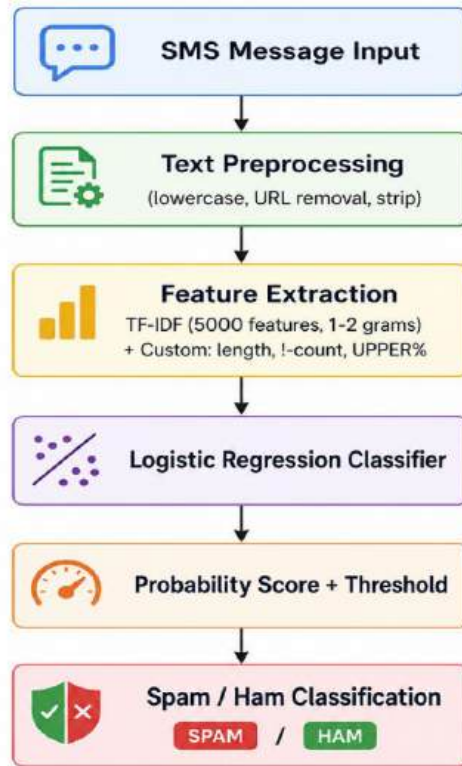 SMS Message Input
Text Preprocessing
(lowercase, URL removal, strip)
Feature Extraction
TF-IDF (5000 features, 1-2 grams)
+ Custom: length, !-count, UPPER%
Logistic Regression Classifier
Probability Score + Threshold
Spam / Ham Classification
SPAM / HAM